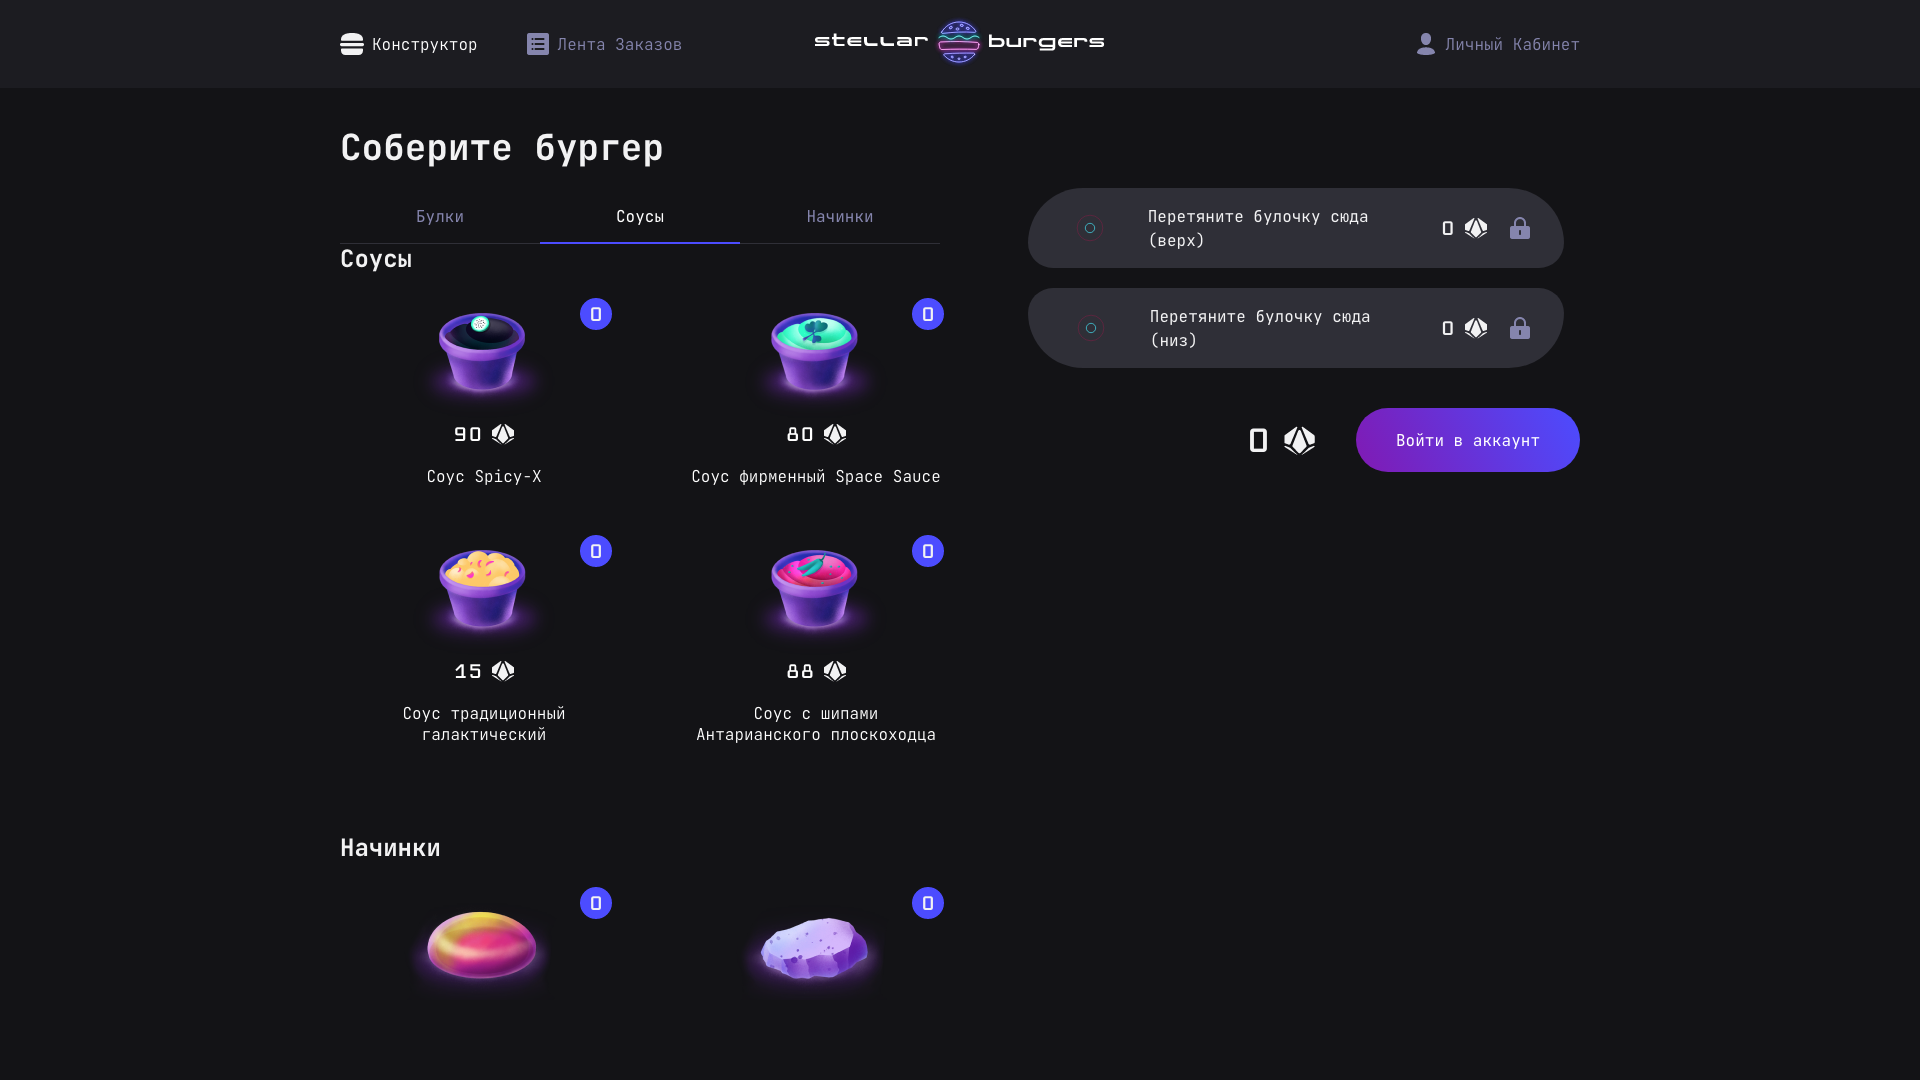 Конструктор
Лента Заказов
stellar burgers
Личный Кабинет
Соберите бургер
Булки
Соусы
Начинки
Соусы
0
90
Соус Spicy-X
0
80
Соус фирменный Space Sauce
0
15
Соус традиционный
галактический
0
88
Соус с шипами
Антарианского плоскоходца
Начинки
0
0
Перетяните булочку сюда
(верх)
0
Перетяните булочку сюда
(низ)
0
0
Войти в аккаунт